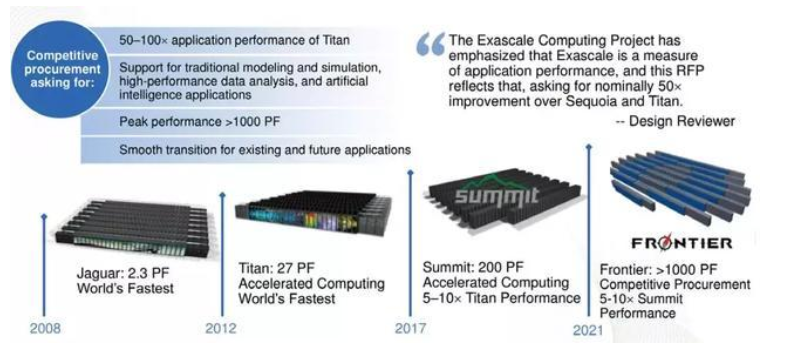 Competitive
procurement
asking for:
50–100× application performance of Titan
Support for traditional modeling and simulation,
high-performance data analysis, and artificial
intelligence applications
Peak performance >1000 PF
Smooth transition for existing and future applications
“ The Exascale Computing Project has
emphasized that Exascale is a measure
of application performance, and this RFP
reflects that, asking for nominally 50×
improvement over Sequoia and Titan.
-- Design Reviewer
summit
FRONTIER
Jaguar: 2.3 PF
World's Fastest
Titan: 27 PF
Accelerated Computing
World's Fastest
Summit: 200 PF
Accelerated Computing
5–10× Titan Performance
Frontier: >1000 PF
Competitive Procurement
5-10× Summit
Performance
2008
2012
2017
2021